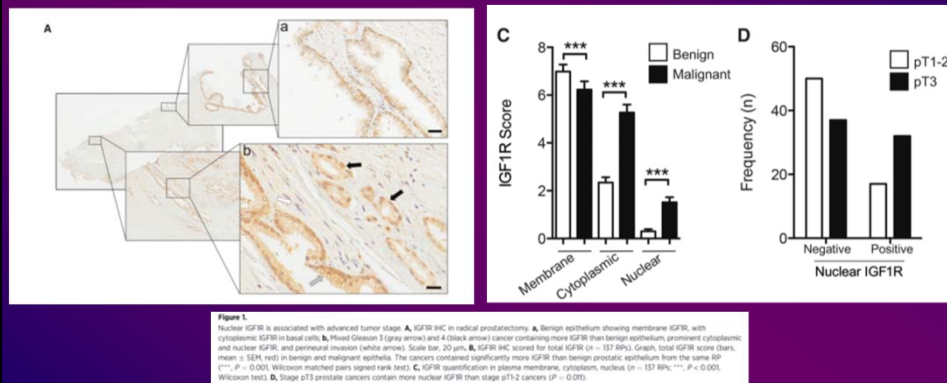 A
a
b
C
8
6
4
2
0
IGF1R Score
***
***
***
Benign
Malignant
Membrane
Cytoplasmic
Nuclear
D
60
40
20
0
Frequency (n)
pT1-2
pT3
Negative
Positive
Nuclear IGF1R
Figure 1.
Nuclear IGF1R is associated with advanced tumor stage. A, IGF1R IHC in radical prostatectomy. a, Benign epithelium showing membrane IGF1R, with
cytoplasmic IGF1R in basal cells; b, Mixed Gleason 3 (gray arrow) and 4 (black arrow) cancer containing more IGF1R than benign epithelium, prominent cytoplasmic
and nuclear IGF1R, and perineural invasion (white arrow). Scale bar, 20 μm. B, IGF1R IHC scored for total IGF1R (n = 137 RPs). Graph, total IGF1R score (bars,
mean ± SEM, red) in benign and malignant epithelia. The cancers contained significantly more IGF1R than benign prostatic epithelium from the same RP
(***, P = 0.001, Wilcoxon matched pairs signed rank test). C, IGF1R quantification in plasma membrane, cytoplasm, nucleus (n = 137 RPs; ***, P < 0.001,
Wilcoxon test). D, Stage pT3 prostate cancers contain more nuclear IGF1R than stage pT1-2 cancers (P = 0.011).